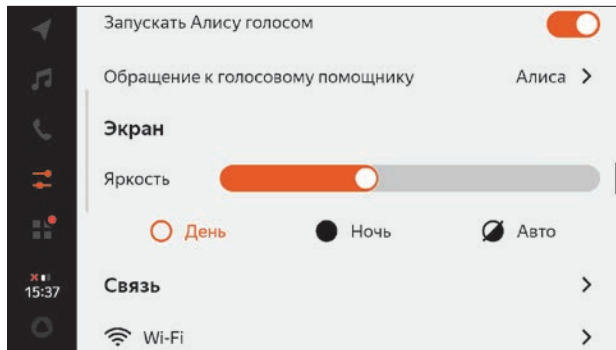 Запускать Алису голосом
Обращение к голосовому помощнику Алиса
Экран
Яркость
День Ночь Авто
15:37
Связь
Wi-Fi